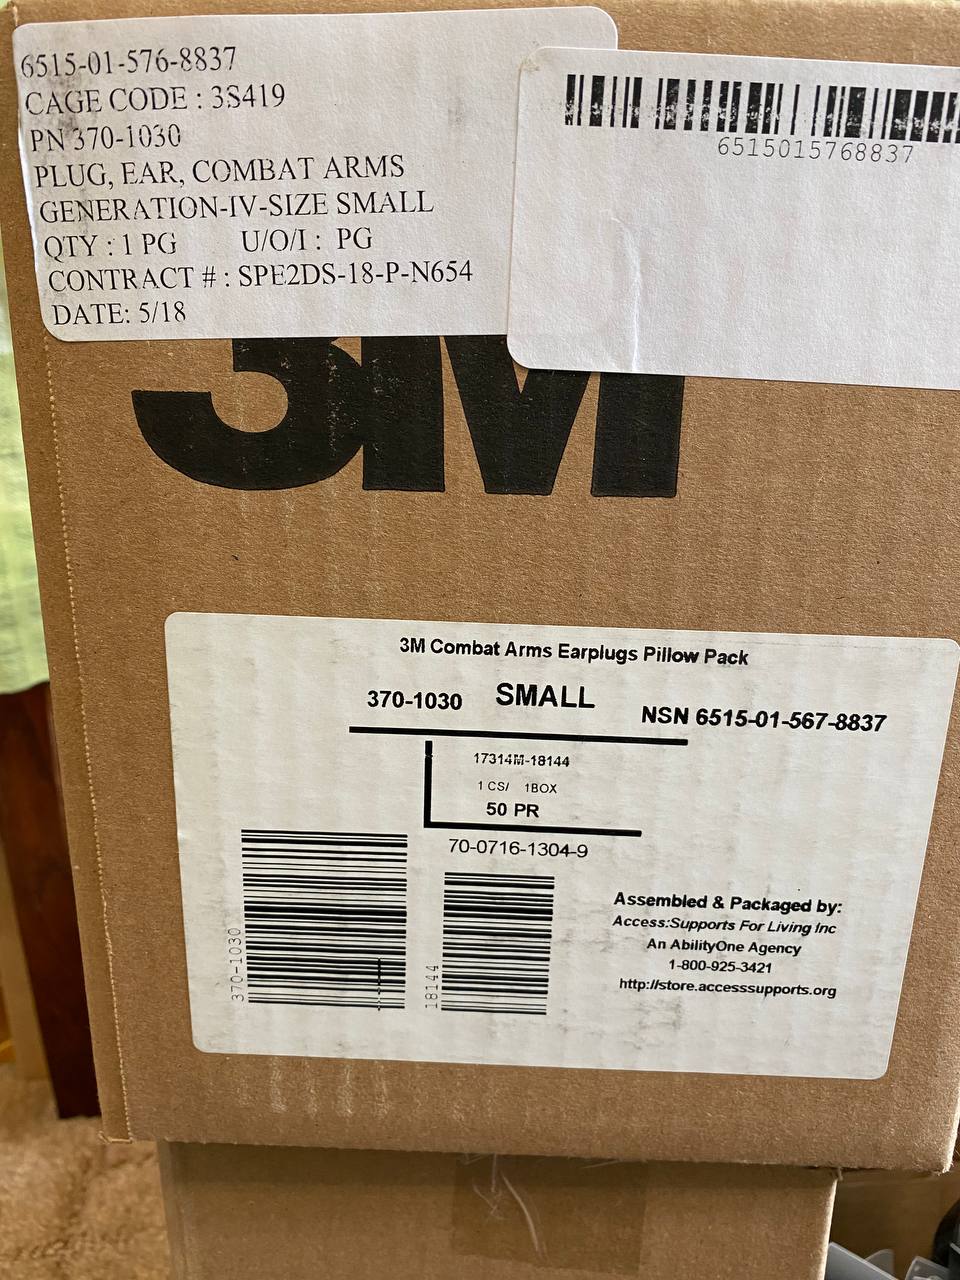 6515-01-576-8837
CAGE CODE : 3S419
PN 370-1030
PLUG, EAR, COMBAT ARMS
GENERATION-IV-SIZE SMALL
QTY : 1 PG U/O/I : PG
CONTRACT # : SPE2DS-18-P-N654
DATE: 5/18
6515015768837
3M
3M Combat Arms Earplugs Pillow Pack
370-1030 SMALL NSN 6515-01-567-8837
17314M-18144
1 CS/ 1BOX
50 PR
70-0716-1304-9
370-1030
18144
Assembled & Packaged by:
Access:Supports For Living Inc
An AbilityOne Agency
1-800-925-3421
http://store.accesssupports.org